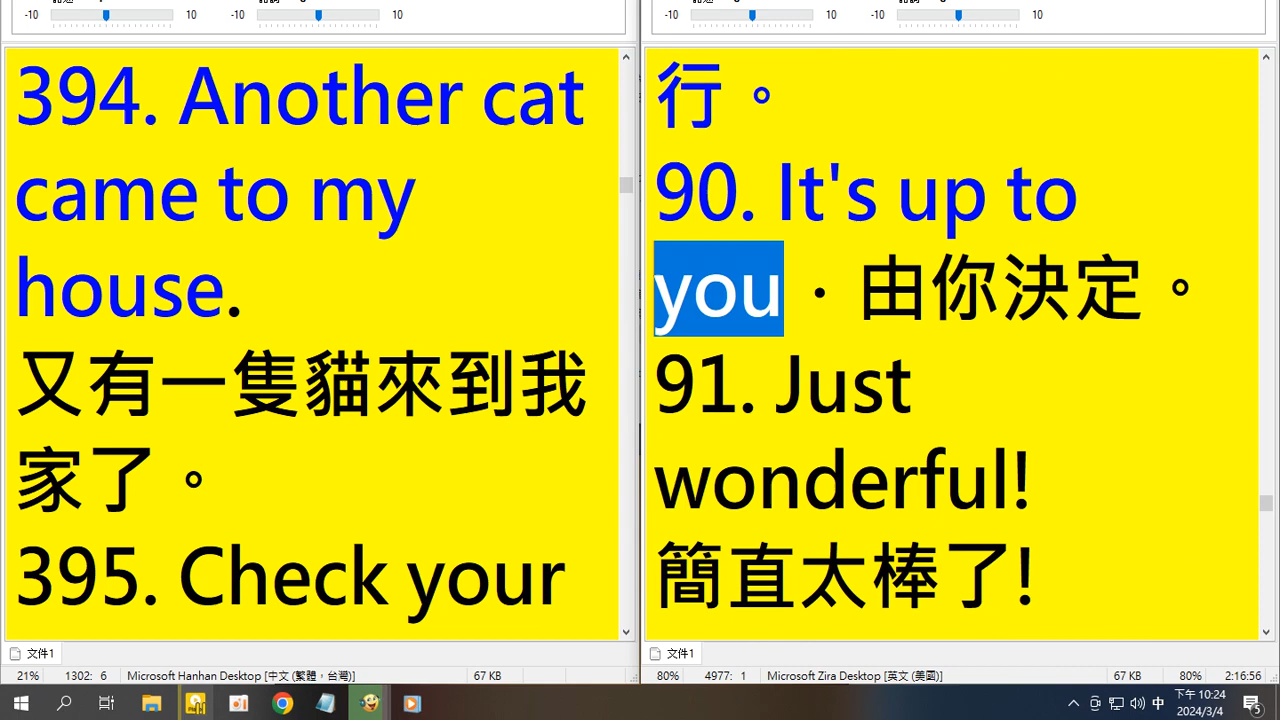 -10
10
-10
10
394. Another cat
came to my
house.
又有一隻貓來到我
家了。
395. Check your
文件1
21%
1302: 6
Microsoft Hanhan Desktop [中文 (繁體，台灣)]
67 KB
-10
10
-10
10
行。
90. It's up to
you．由你決定。
91. Just
wonderful!
簡直太棒了!
文件1
80%
4977: 1
Microsoft Zira Desktop [英文 (美國)]
67 KB
80%
2:16:56
中
下午 10:24
2024/3/4
5